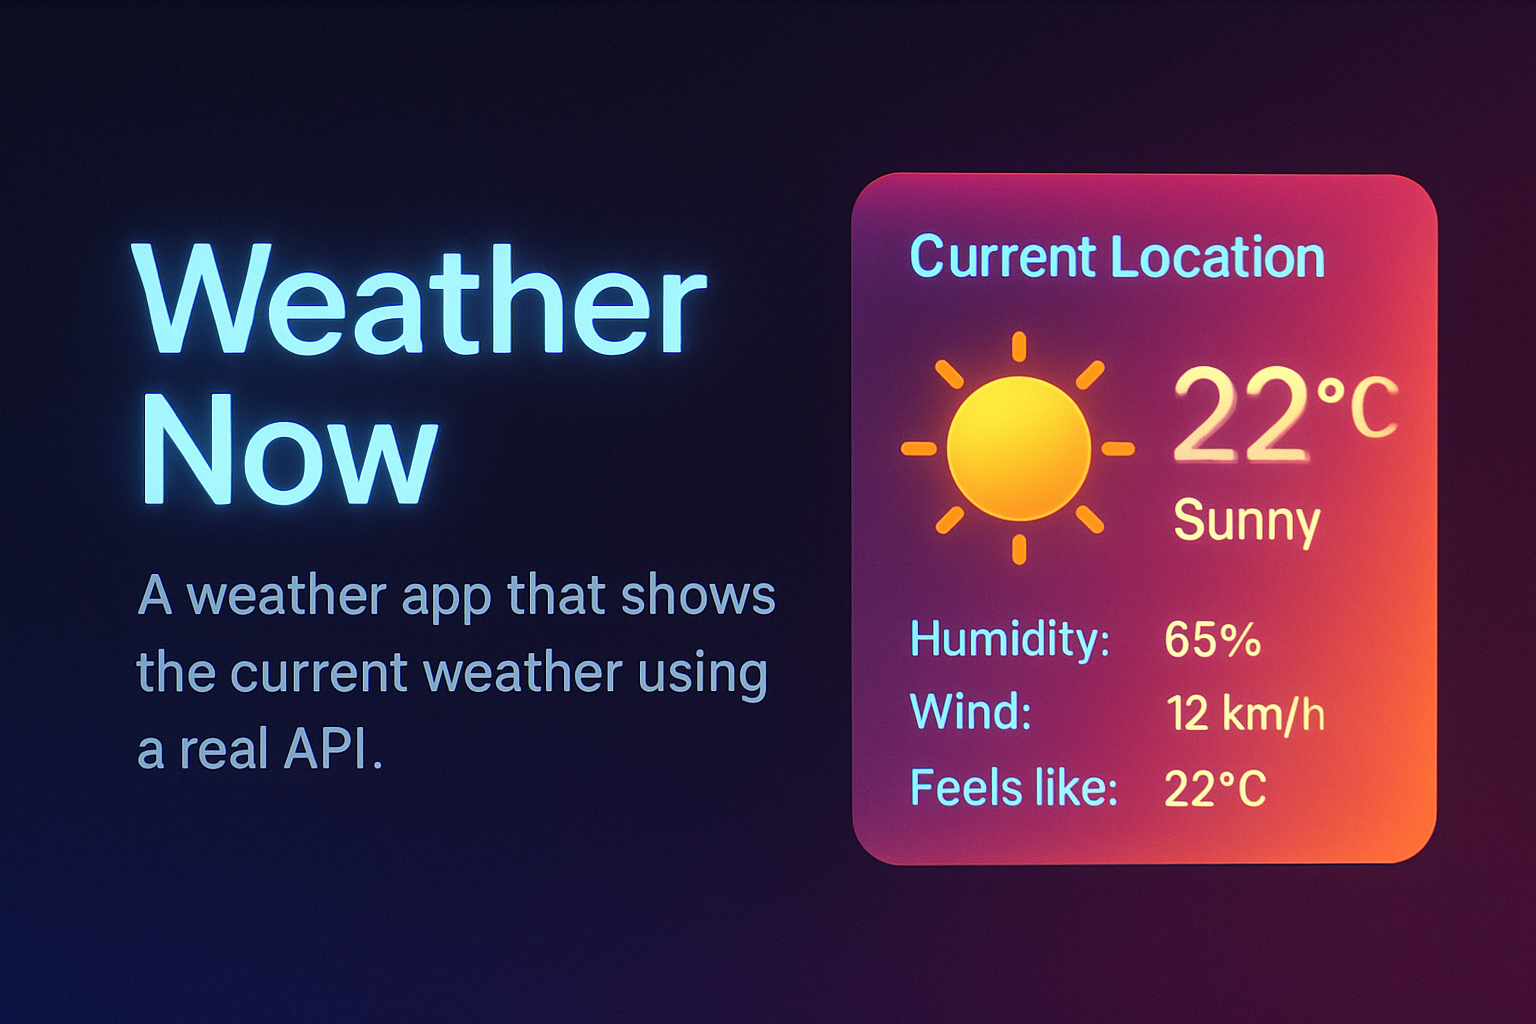 Weather
Now
A weather app that shows
the current weather using
a real API.
Current Location
22°C
Sunny
Humidity: 65%
Wind: 12 km/h
Feels like: 22°C